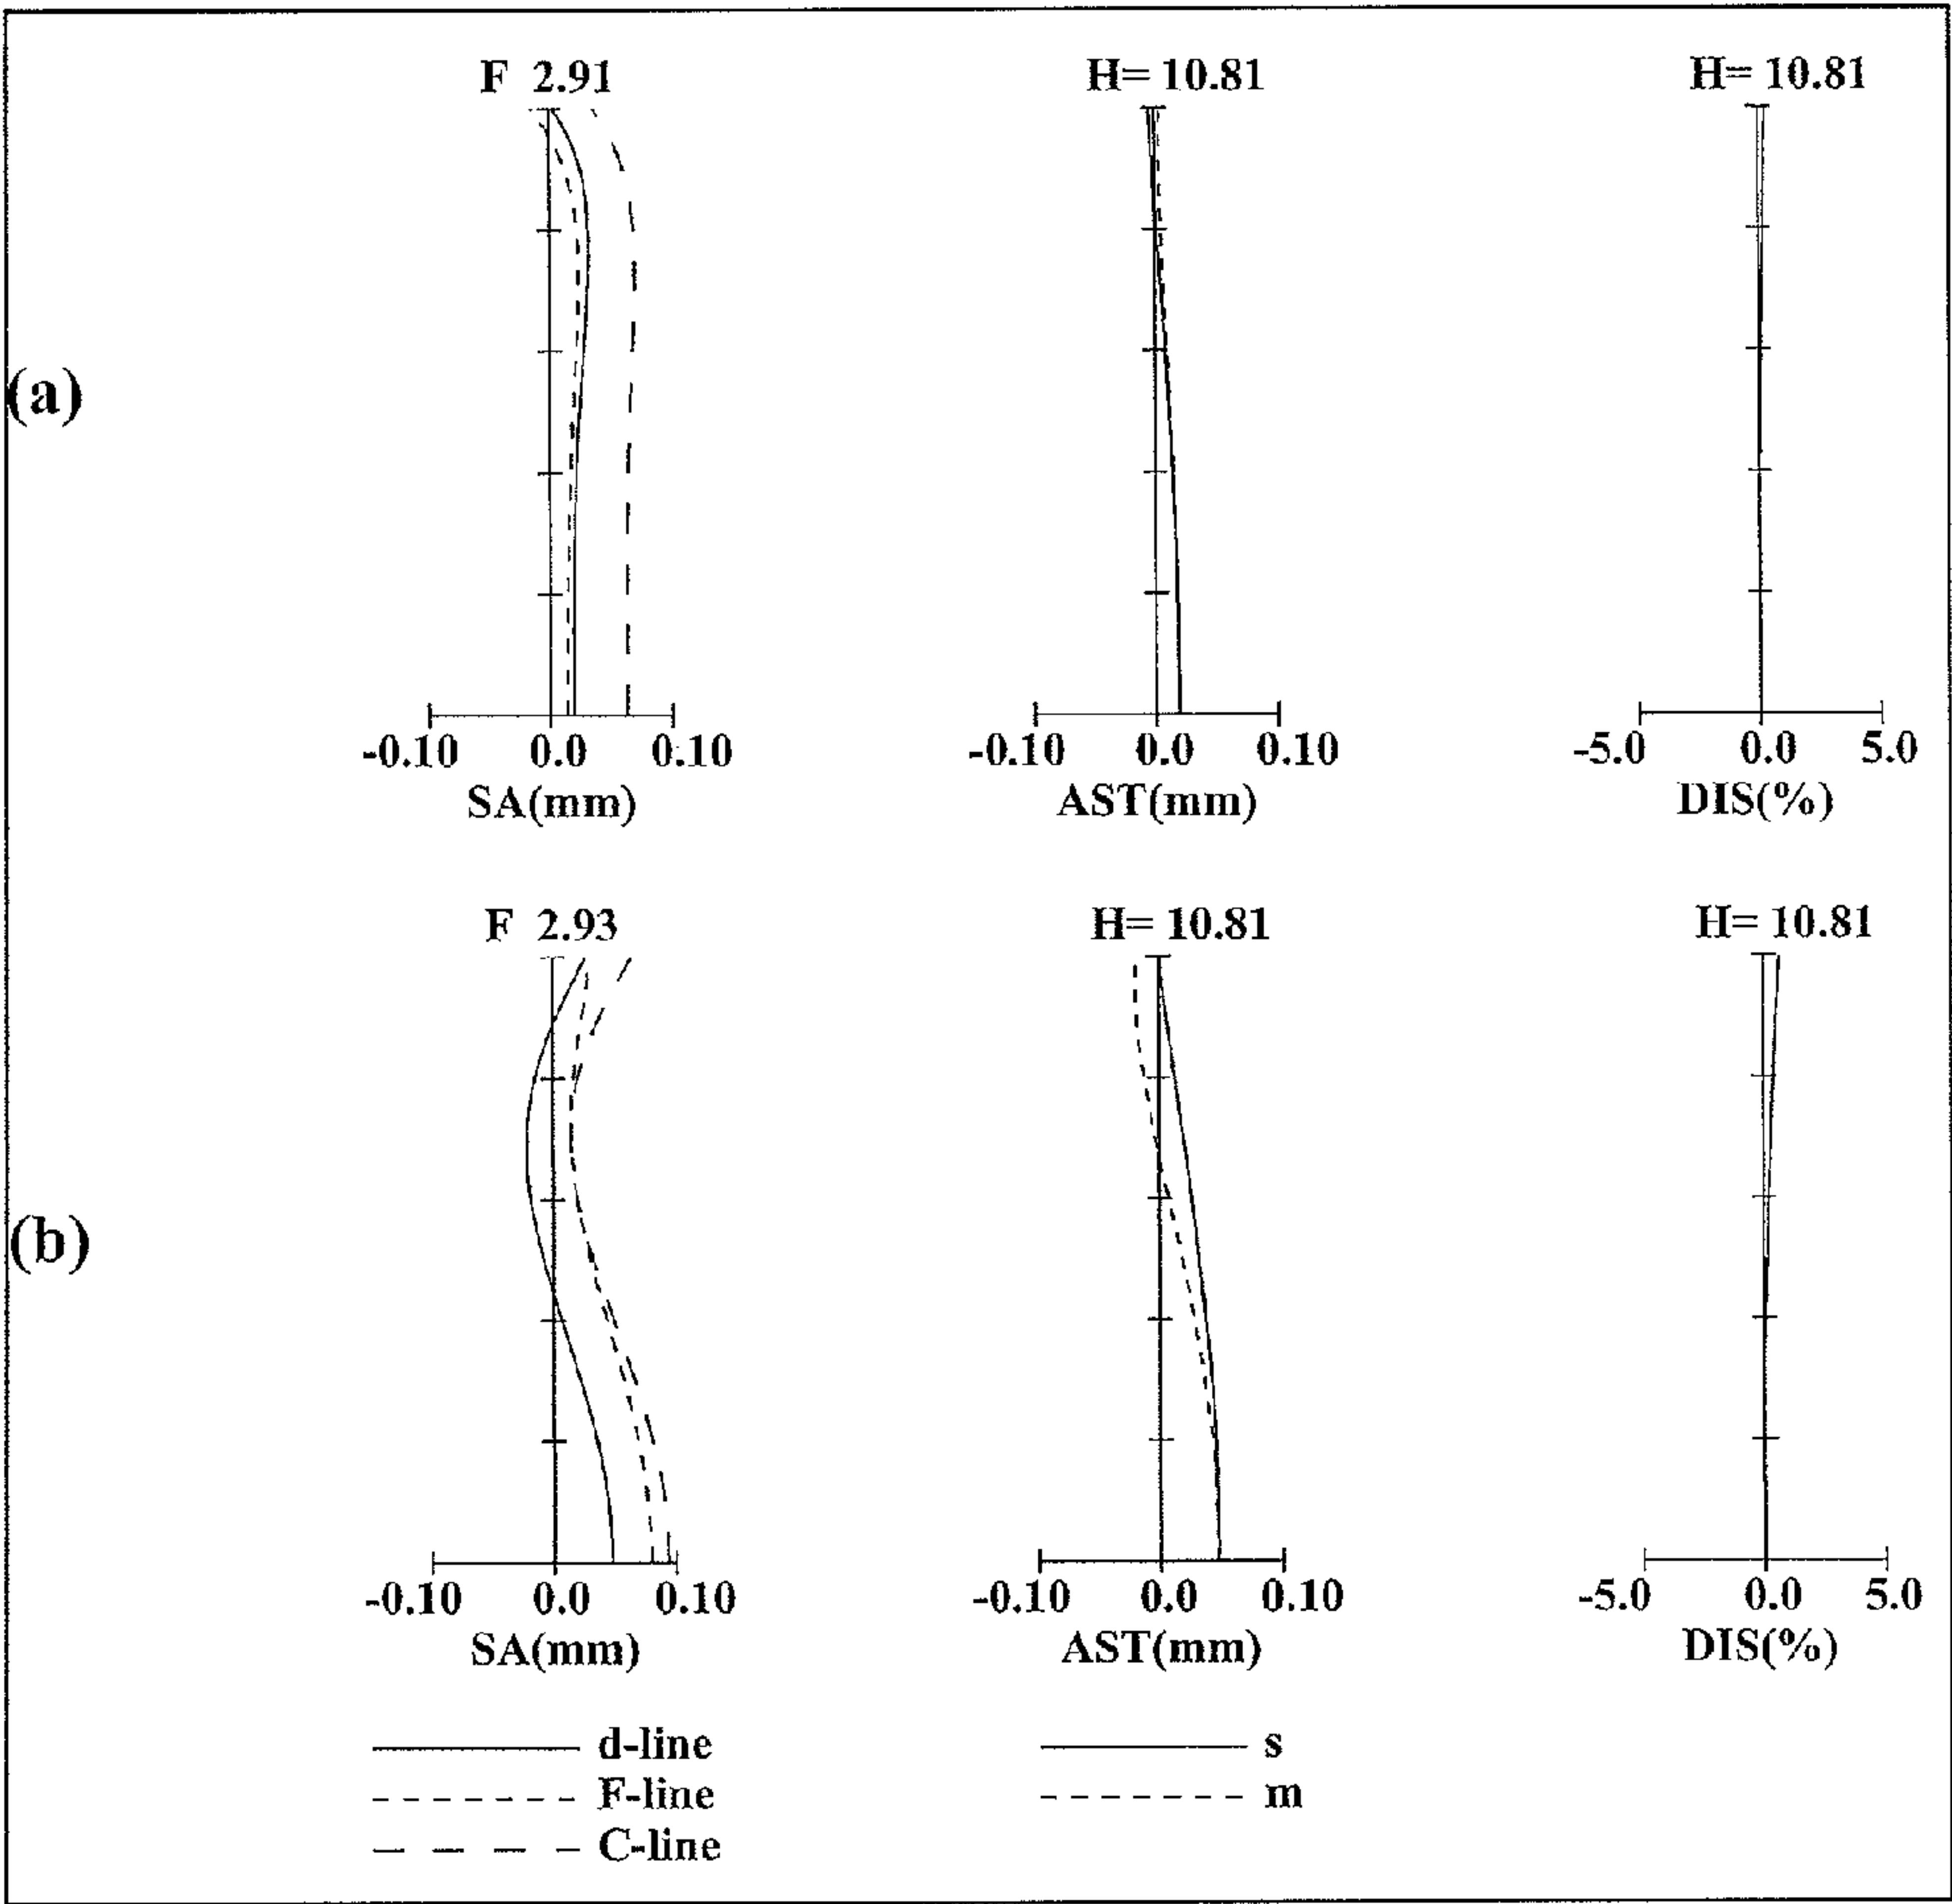 F 2.91 H= 10.81 H= 10.81
(a)
-0.10 0.0 0.10 -0.10 0.0 0.10 -5.0 0.0 5.0
SA(mm) AST(mm) DIS(%)
F 2.93 H= 10.81 H= 10.81
(b)
-0.10 0.0 0.10 -0.10 0.0 0.10 -5.0 0.0 5.0
SA(mm) AST(mm) DIS(%)
d-line s
F-line m
C-line